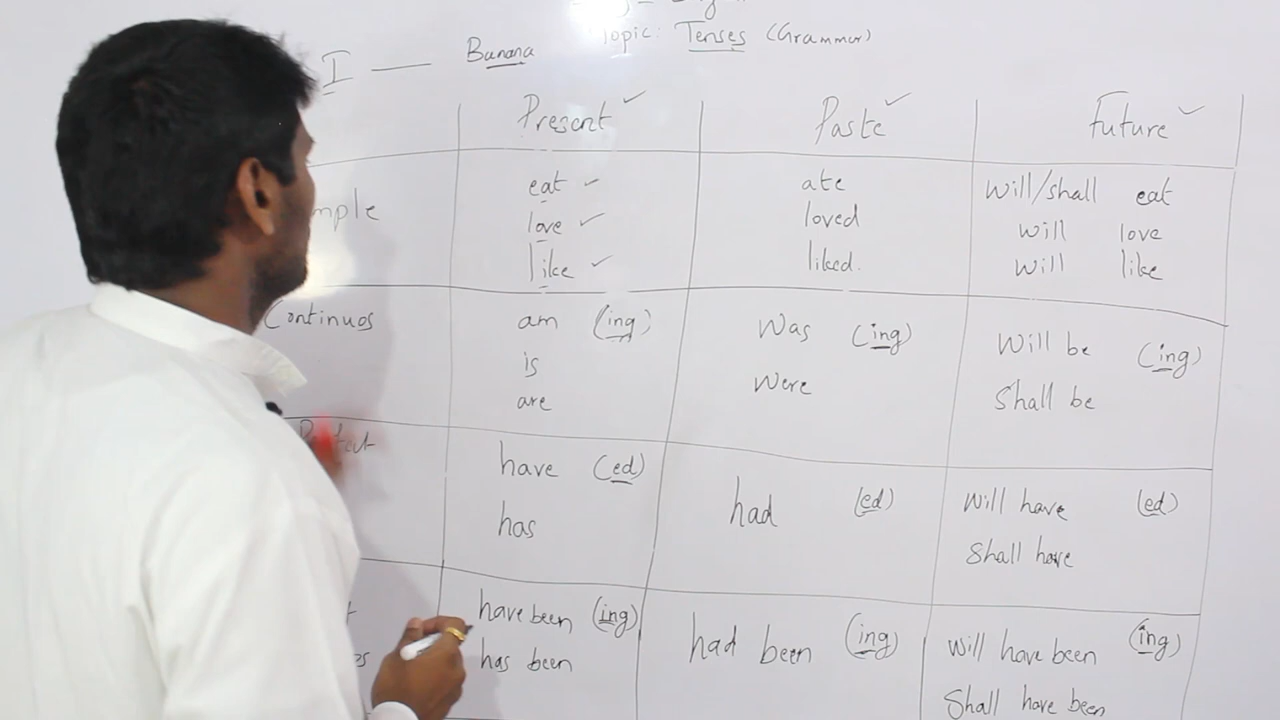 Topic: Tenses (Grammar)
I — Banana
Present ✓ Paste ✓ Future ✓
eat ✓ ate will/shall eat
love ✓ loved will love
like ✓ liked. will like
Continuos am (ing) was (ing) will be (ing)
is were shall be
are
have (ed) had (ed) will have (ed)
has shall have
have been (ing) had been (ing) will have been (ing)
has been shall have been